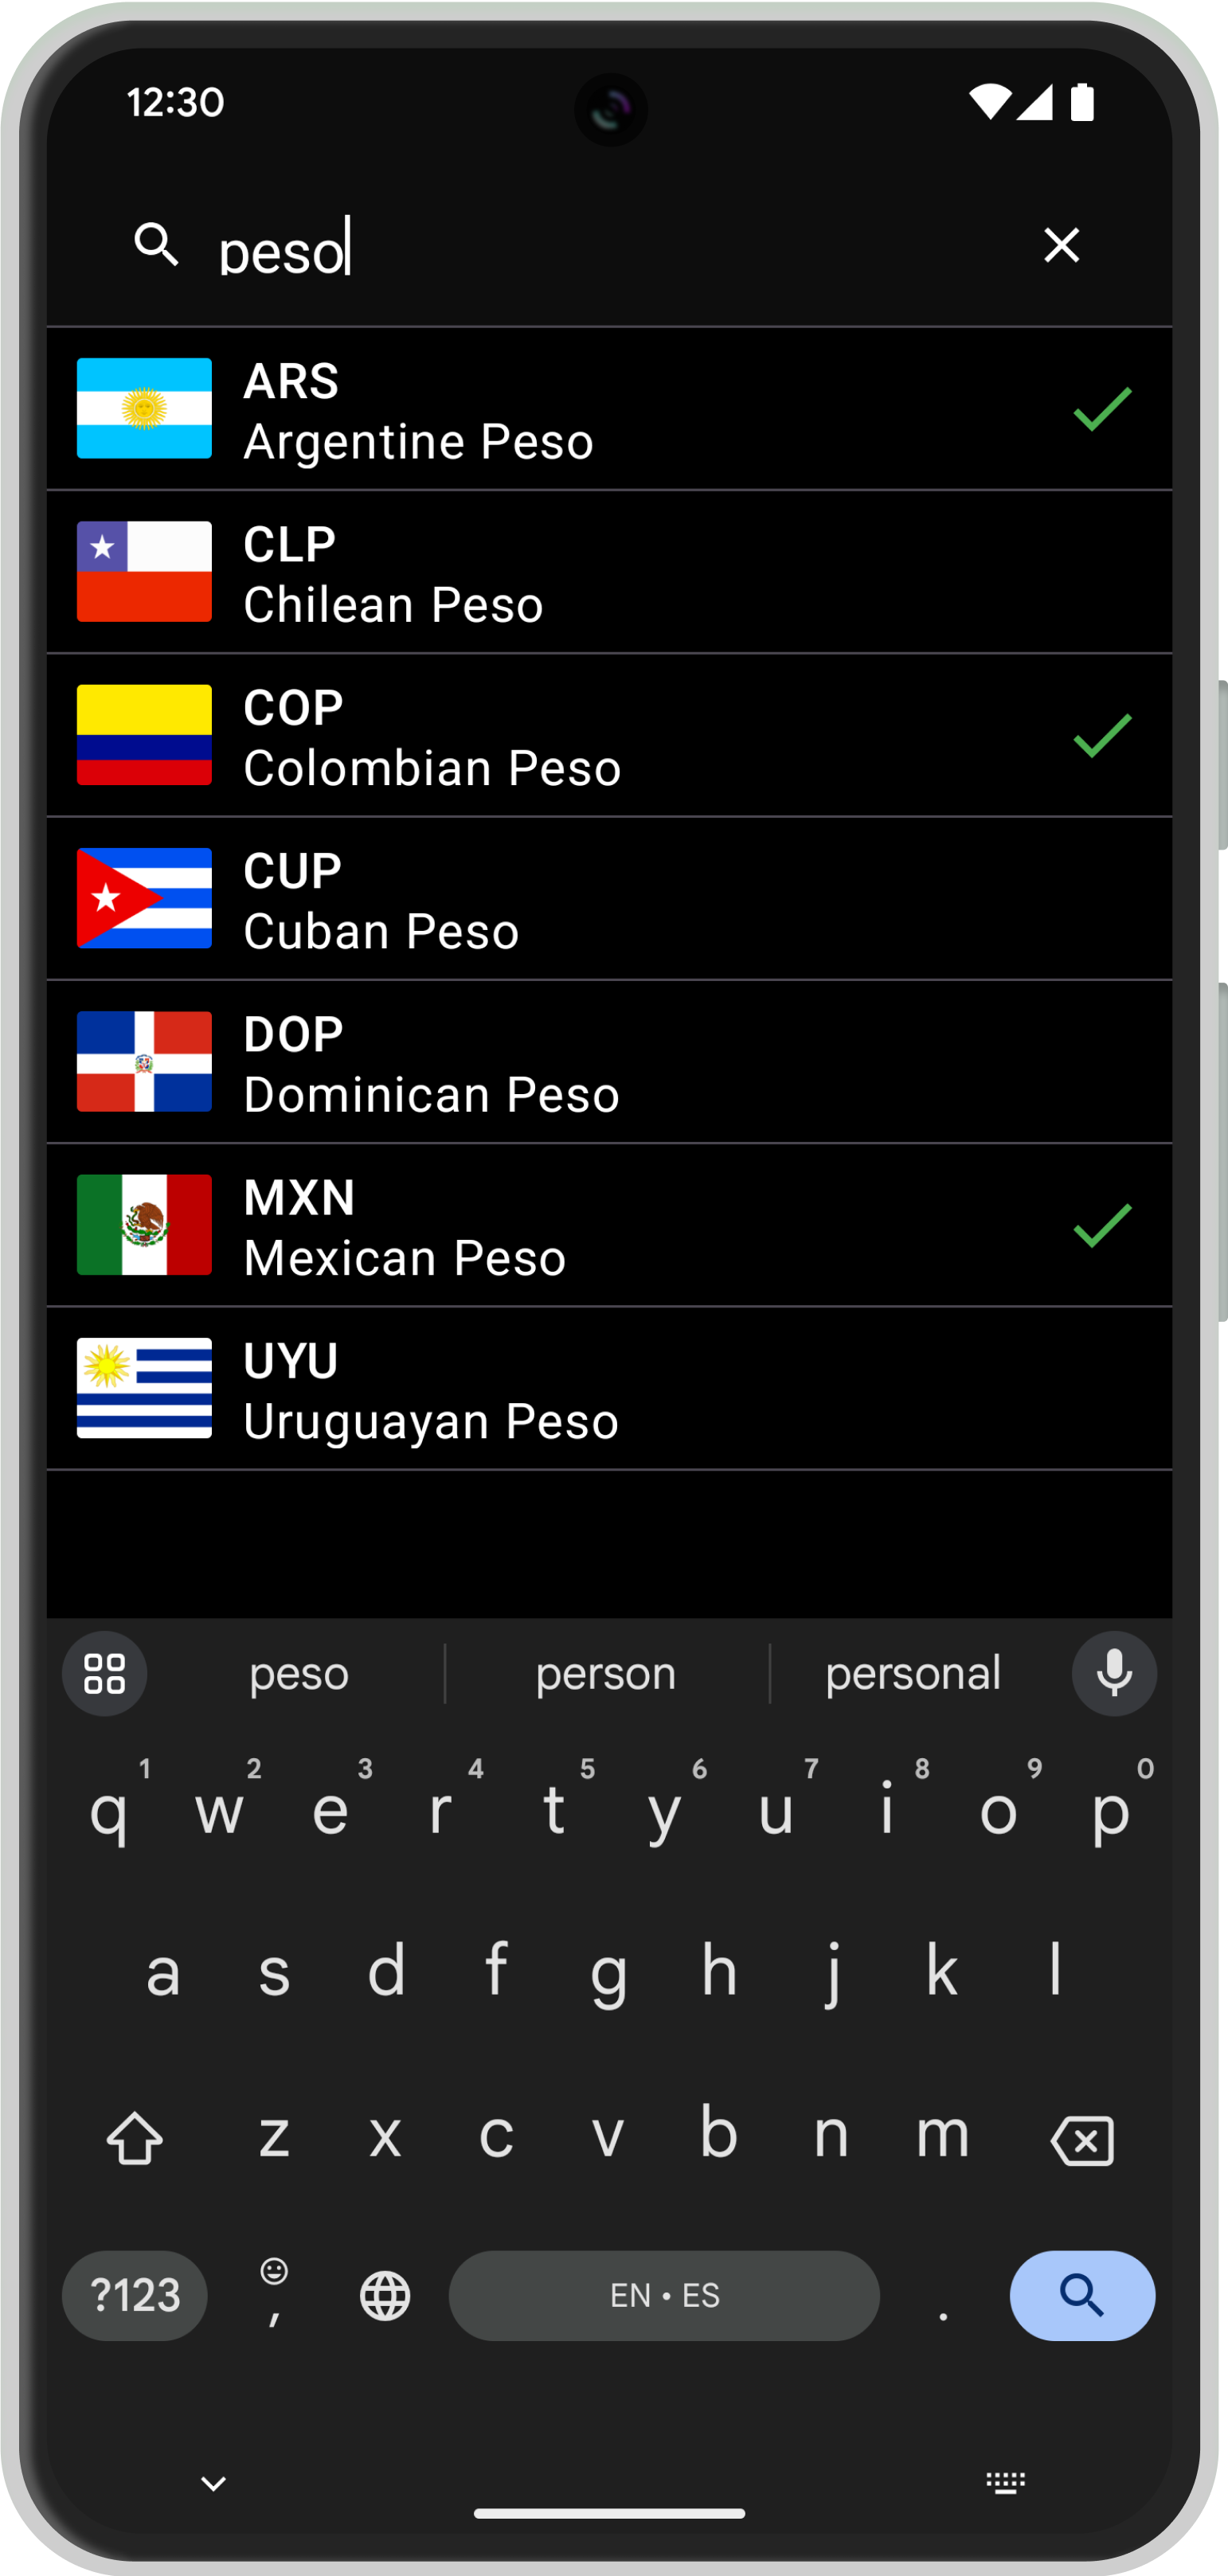 12:30
peso
ARS
Argentine Peso
CLP
Chilean Peso
COP
Colombian Peso
CUP
Cuban Peso
DOP
Dominican Peso
MXN
Mexican Peso
UYU
Uruguayan Peso
peso person personal
1 2 3 4 5 6 7 8 9 0
q w e r t y u i o p
a s d f g h j k l
z x c v b n m
?123 , EN • ES .